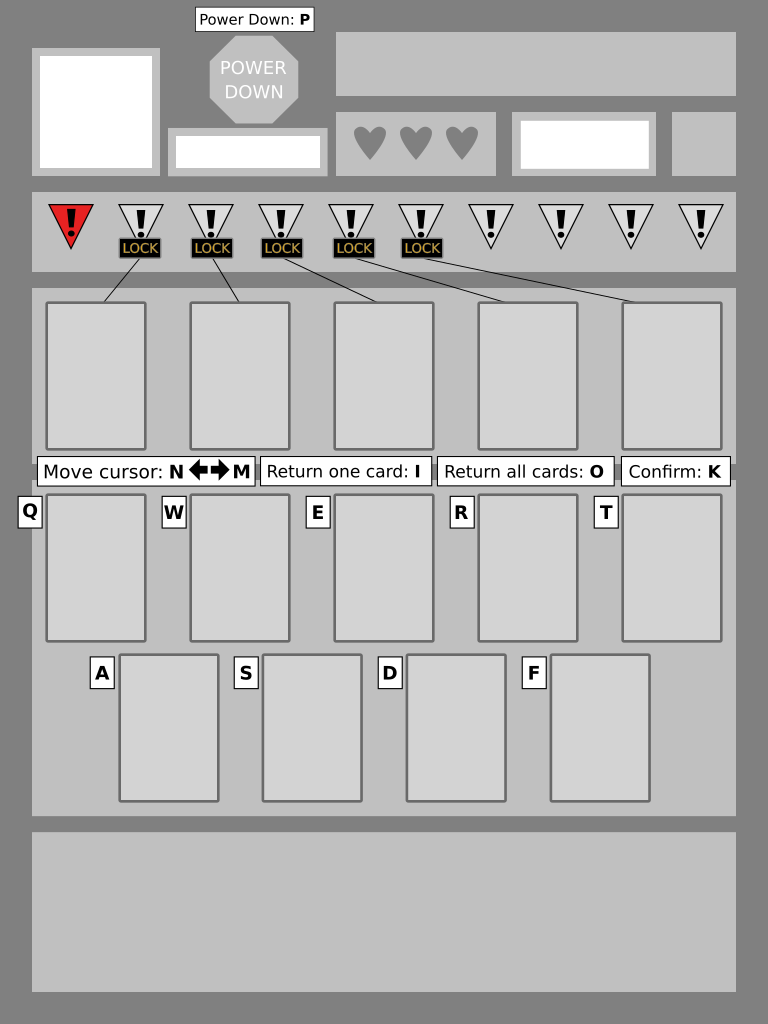 Power Down: P
POWER
DOWN
! ! ! ! ! ! ! ! ! !
LOCK LOCK LOCK LOCK LOCK
Move cursor: N M Return one card: I Return all cards: O Confirm: K
Q W E R T
A S D F